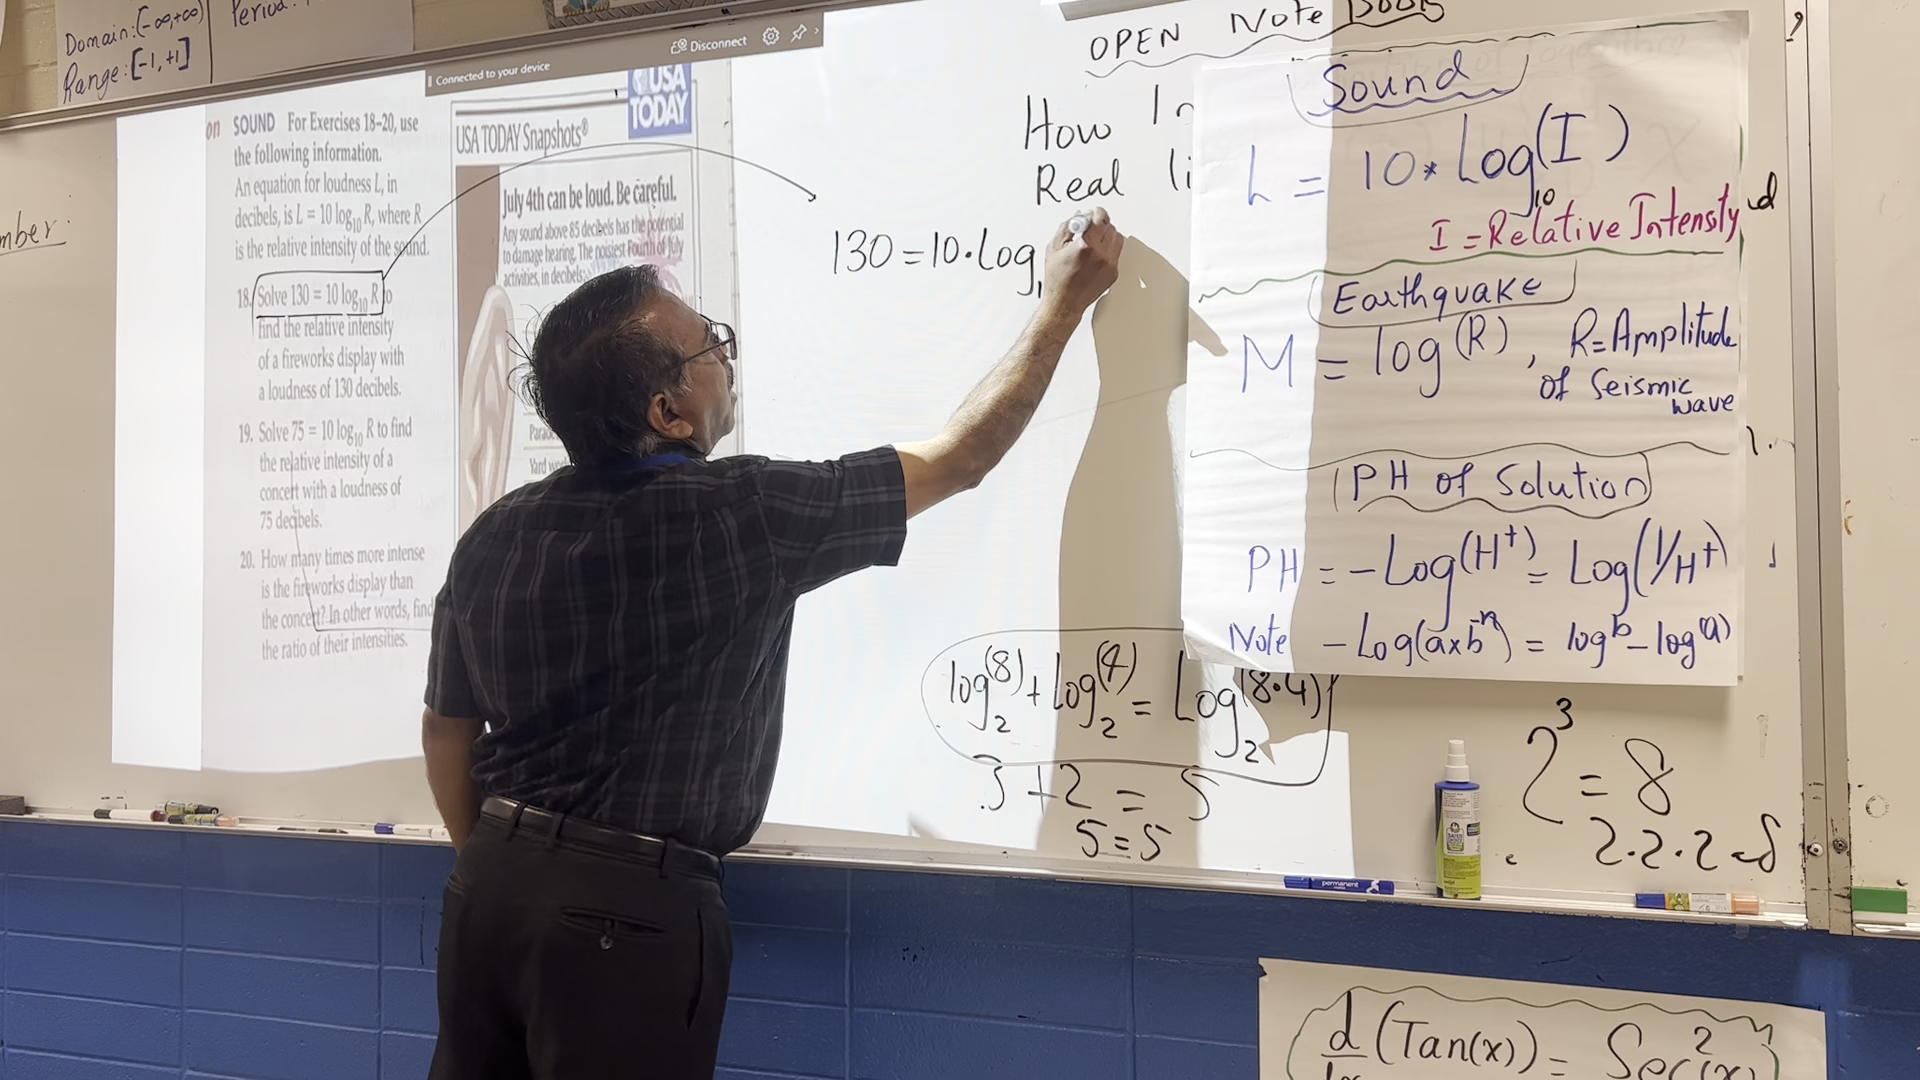 Domain:(-∞,+∞)
Range:[-1,+1]
Period:
Connected to your device
Disconnect
on SOUND For Exercises 18–20, use
the following information.
An equation for loudness L, in
decibels, is L = 10 log10 R, where R
is the relative intensity of the sound.
18. Solve 130 = 10 log10 R to
find the relative intensity
of a fireworks display with
a loudness of 130 decibels.
19. Solve 75 = 10 log10 R to find
the relative intensity of a
concert with a loudness of
75 decibels.
20. How many times more intense
is the fireworks display than
the concert? In other words, find
the ratio of their intensities.
USA
TODAY
USA TODAY Snapshots®
July 4th can be loud. Be careful.
Any sound above 85 decibels has the potential
to damage hearing. The noisiest Fourth of July
activities, in decibels:
Yard
OPEN Note Book
How
Real
130 = 10 · Log
Sound
L = 10 * Log10(I)
I = Relative Intensity
Earthquake
M = log(R), R=Amplitude
of Seismic
wave
PH of Solution
PH = -Log(H⁺) = Log(1/H⁺)
Note -Log(a×b⁻ⁿ) = log b - log(a)
log2(8) + Log2(4) = Log2(8·4)
3 + 2 = 5
5 = 5
2³ = 8
2·2·2
permanent
(Tan(x)) = Sec²(x)